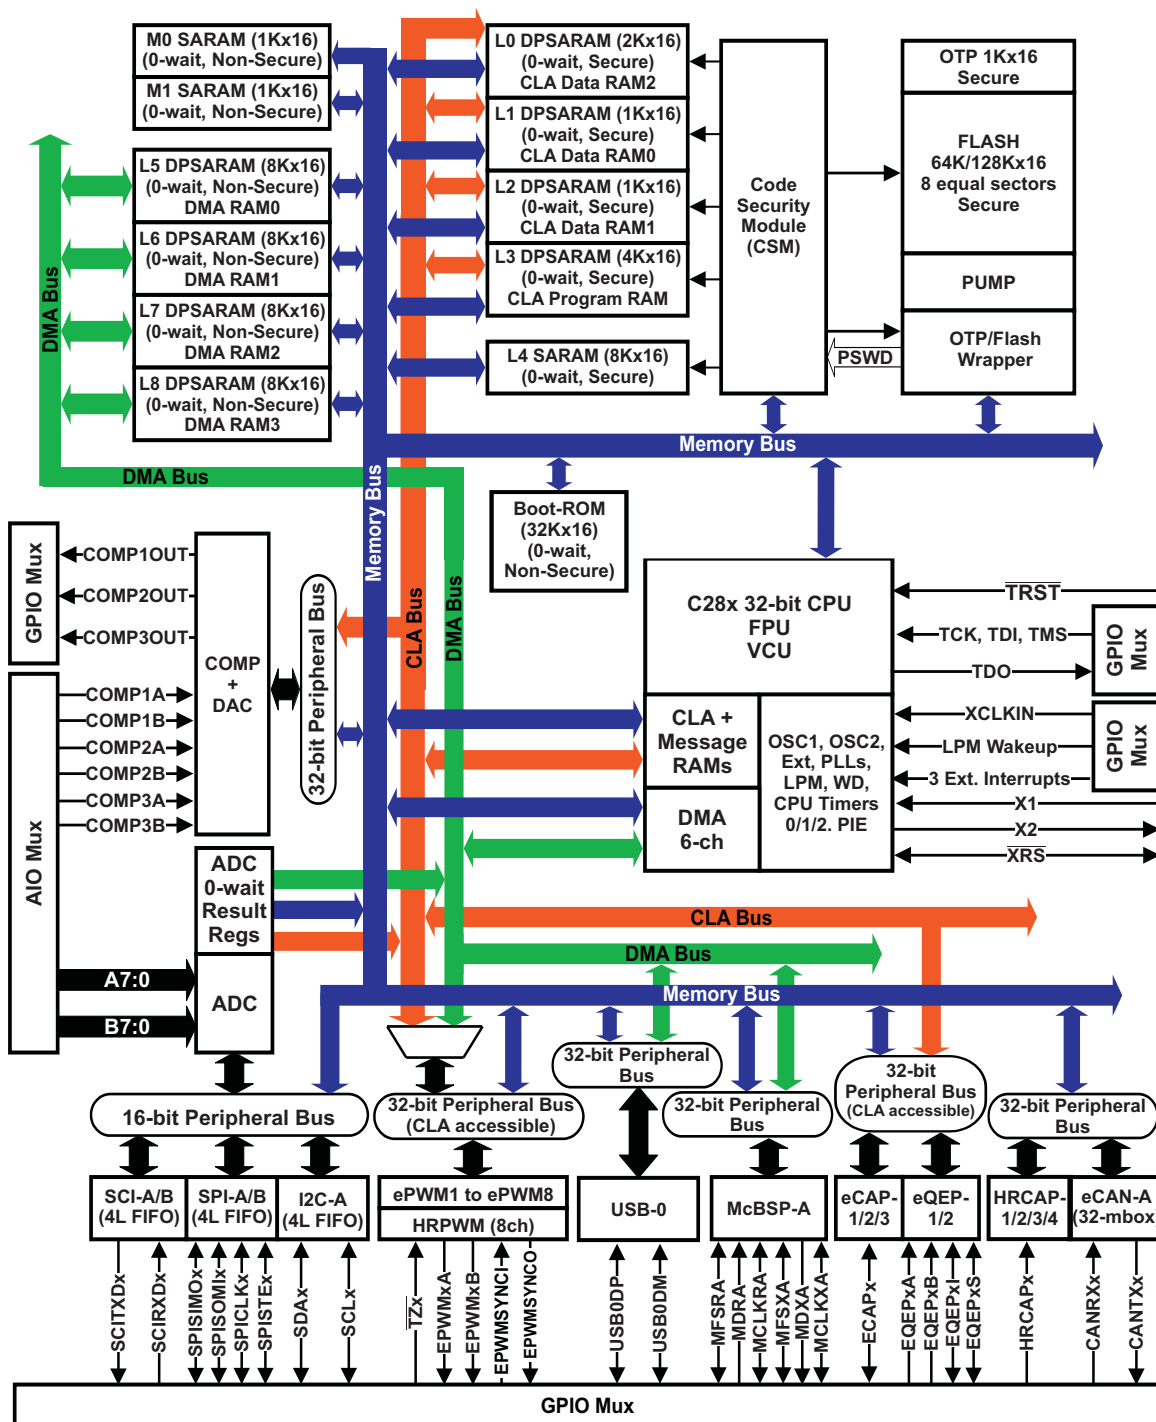 M0 SARAM (1Kx16)
(0-wait, Non-Secure)
M1 SARAM (1Kx16)
(0-wait, Non-Secure)
L5 DPSARAM (8Kx16)
(0-wait, Non-Secure)
DMA RAM0
L6 DPSARAM (8Kx16)
(0-wait, Non-Secure)
DMA RAM1
L7 DPSARAM (8Kx16)
(0-wait, Non-Secure)
DMA RAM2
L8 DPSARAM (8Kx16)
(0-wait, Non-Secure)
DMA RAM3
L0 DPSARAM (2Kx16)
(0-wait, Secure)
CLA Data RAM2
L1 DPSARAM (1Kx16)
(0-wait, Secure)
CLA Data RAM0
L2 DPSARAM (1Kx16)
(0-wait, Secure)
CLA Data RAM1
L3 DPSARAM (4Kx16)
(0-wait, Secure)
CLA Program RAM
L4 SARAM (8Kx16)
(0-wait, Secure)
Code
Security
Module
(CSM)
OTP 1Kx16
Secure
FLASH
64K/128Kx16
8 equal sectors
Secure
PUMP
OTP/Flash
Wrapper
PSWD
DMA Bus
DMA Bus
Memory Bus
Memory Bus
CLA Bus
DMA Bus
Boot-ROM
(32Kx16)
(0-wait,
Non-Secure)
GPIO Mux
COMP1OUT
COMP2OUT
COMP3OUT
COMP
+
DAC
32-bit Peripheral Bus
AIO Mux
COMP1A
COMP1B
COMP2A
COMP2B
COMP3A
COMP3B
C28x 32-bit CPU
FPU
VCU
TRST
TCK, TDI, TMS
TDO
GPIO
Mux
CLA +
Message
RAMs
DMA
6-ch
OSC1, OSC2,
Ext, PLLs,
LPM, WD,
CPU Timers
0/1/2. PIE
XCLKIN
LPM Wakeup
3 Ext. Interrupts
GPIO
Mux
X1
X2
XRS
ADC
0-wait
Result
Regs
ADC
A7:0
B7:0
CLA Bus
DMA Bus
Memory Bus
16-bit Peripheral Bus
32-bit Peripheral Bus
(CLA accessible)
32-bit Peripheral
Bus
32-bit Peripheral
Bus
32-bit
Peripheral Bus
(CLA accessible)
32-bit Peripheral
Bus
SCI-A/B
(4L FIFO)
SPI-A/B
(4L FIFO)
I2C-A
(4L FIFO)
ePWM1 to ePWM8
HRPWM (8ch)
USB-0
McBSP-A
eCAP-
1/2/3
eQEP-
1/2
HRCAP-
1/2/3/4
eCAN-A
(32-mbox)
SCITXDx
SCIRXDx
SPISIMOx
SPISOMIx
SPICLKx
SPISTEx
SDAx
SCLx
TZx
EPWMxA
EPWMxB
EPWMSYNCI
EPWMSYNCO
USB0DP
USB0DM
MFSRA
MDRA
MCLKRA
MFSXA
MDXA
MCLKXA
ECAPx
EQEPxA
EQEPxB
EQEPxI
EQEPxS
HRCAPx
CANRXx
CANTXx
GPIO Mux